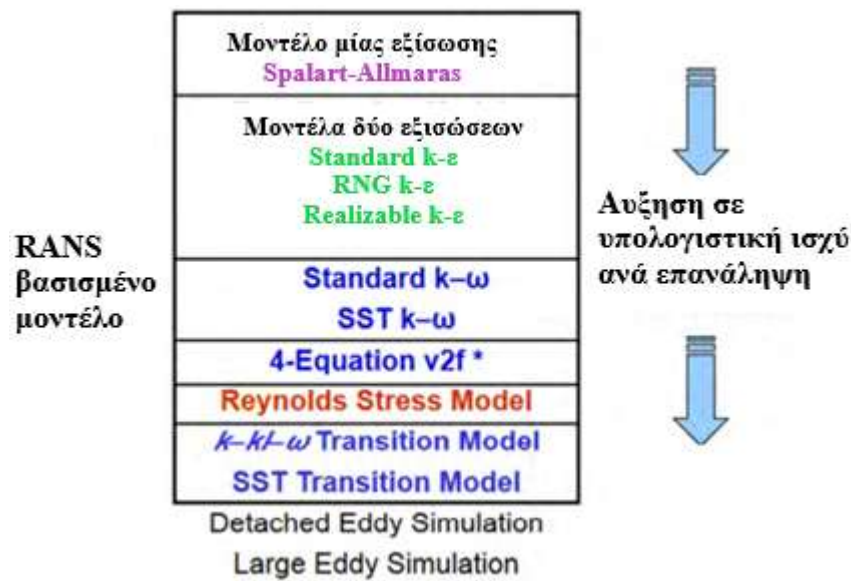 Μοντέλο μίας εξίσωσης
Spalart-Allmaras
Μοντέλα δύο εξισώσεων
Standard k-ε
RNG k-ε
Realizable k-ε
Standard k–ω
SST k–ω
4-Equation v2f *
Reynolds Stress Model
k–kl–ω Transition Model
SST Transition Model
Detached Eddy Simulation
Large Eddy Simulation
RANS
βασισμένο
μοντέλο
Αυξηση σε
υπολογιστική ισχύ
ανά επανάληψη